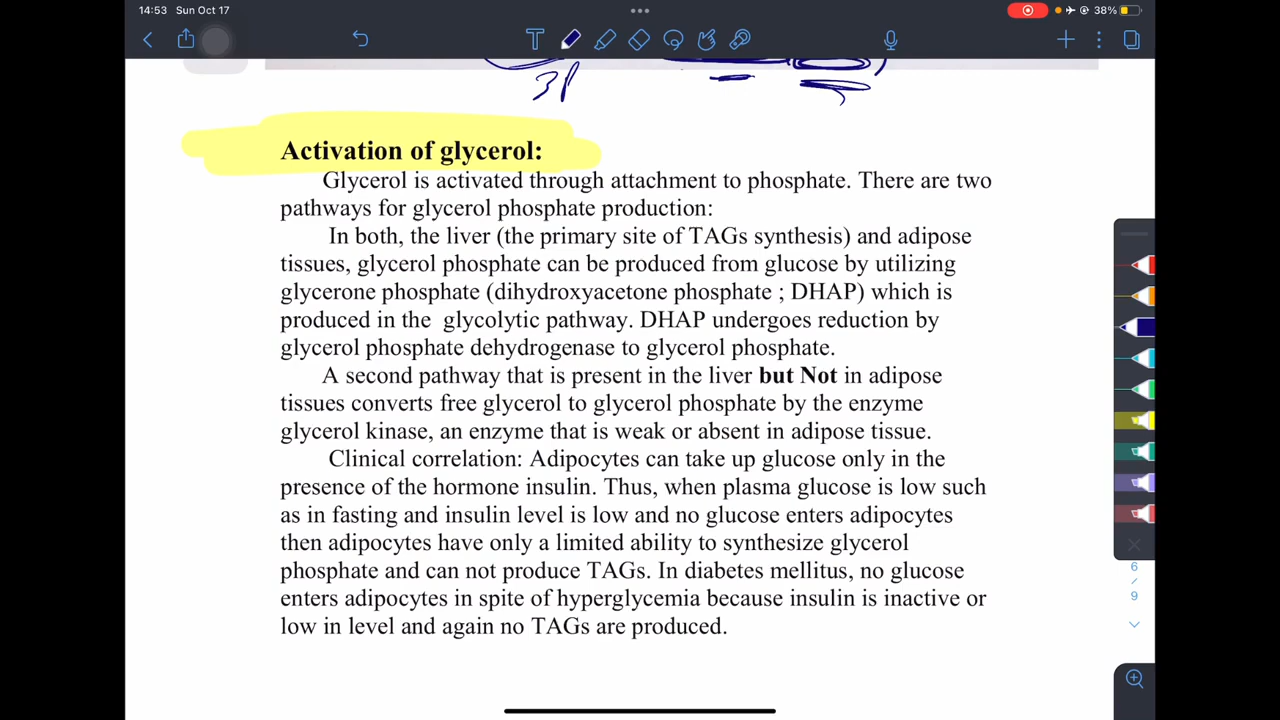 14:53 Sun Oct 17
38%
3P
Activation of glycerol:
Glycerol is activated through attachment to phosphate. There are two
pathways for glycerol phosphate production:
In both, the liver (the primary site of TAGs synthesis) and adipose
tissues, glycerol phosphate can be produced from glucose by utilizing
glycerone phosphate (dihydroxyacetone phosphate ; DHAP) which is
produced in the glycolytic pathway. DHAP undergoes reduction by
glycerol phosphate dehydrogenase to glycerol phosphate.
A second pathway that is present in the liver but Not in adipose
tissues converts free glycerol to glycerol phosphate by the enzyme
glycerol kinase, an enzyme that is weak or absent in adipose tissue.
Clinical correlation: Adipocytes can take up glucose only in the
presence of the hormone insulin. Thus, when plasma glucose is low such
as in fasting and insulin level is low and no glucose enters adipocytes
then adipocytes have only a limited ability to synthesize glycerol
phosphate and can not produce TAGs. In diabetes mellitus, no glucose
enters adipocytes in spite of hyperglycemia because insulin is inactive or
low in level and again no TAGs are produced.
6
/
9